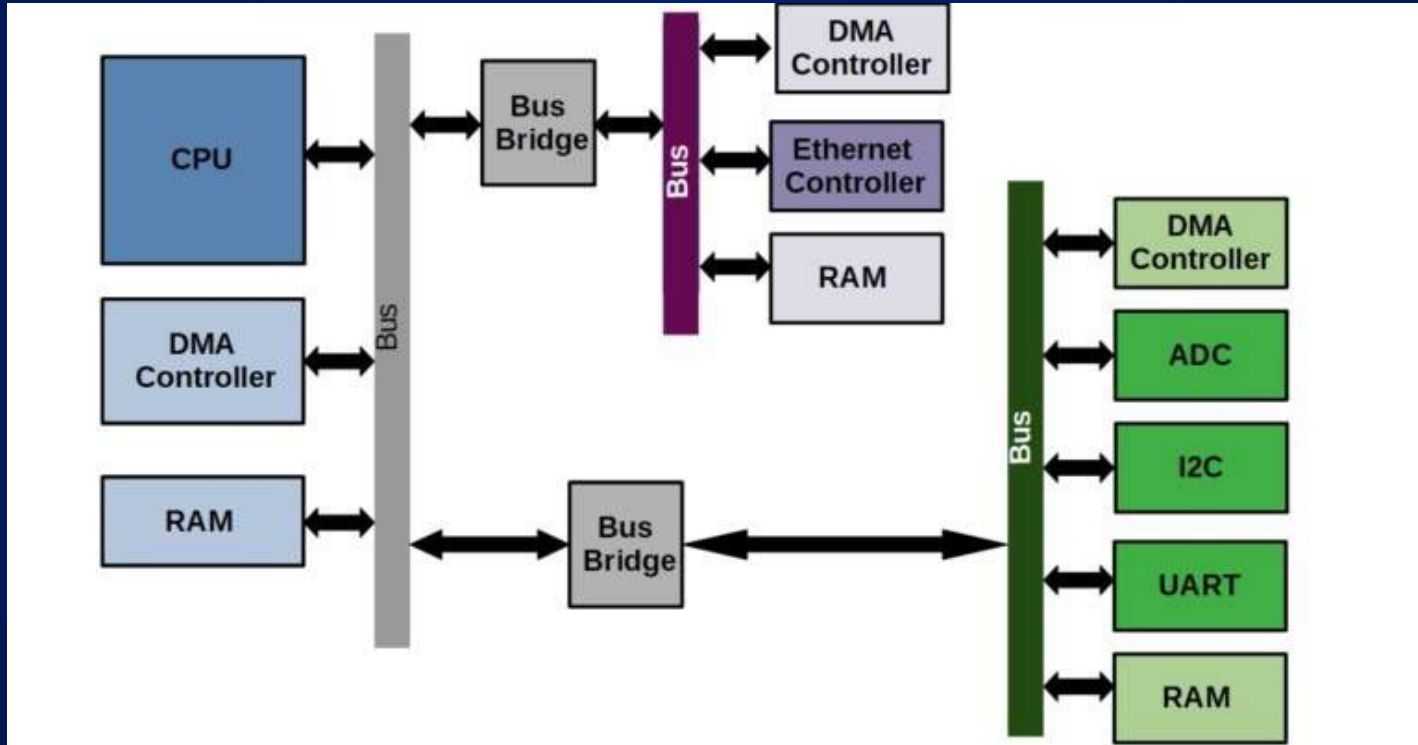 CPU
DMA
Controller
RAM
Bus
Bus
Bridge
Bus
DMA
Controller
Ethernet
Controller
RAM
Bus
Bridge
Bus
DMA
Controller
ADC
I2C
UART
RAM